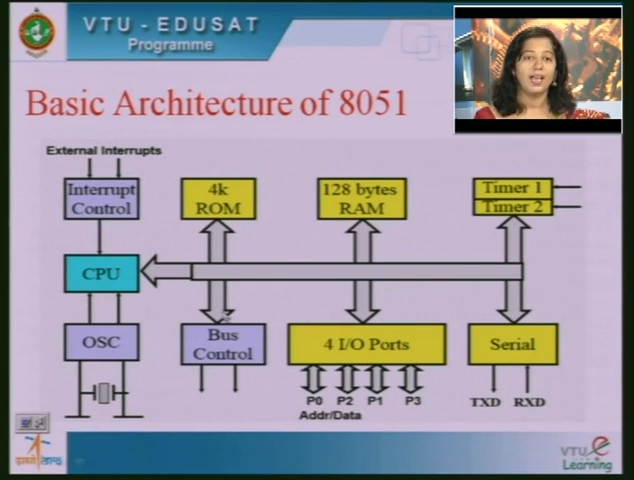 VTU - EDUSAT
Programme
Basic Architecture of 8051
External Interrupts
Interrupt
Control
4k
ROM
128 bytes
RAM
Timer 1
Timer 2
CPU
OSC
Bus
Control
4 I/O Ports
Serial
P0 P2 P1 P3
Addr/Data
TXD RXD
VTU e
Learning